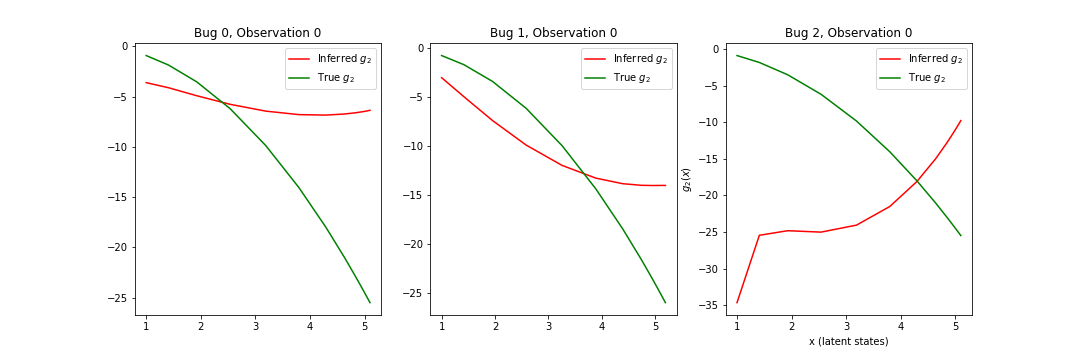 Bug 0, Observation 0
Inferred g₂
True g₂
0
−5
−10
−15
−20
−25
1 2 3 4 5
Bug 1, Observation 0
Inferred g₂
True g₂
0
−5
−10
−15
−20
−25
1 2 3 4 5
Bug 2, Observation 0
Inferred g₂
True g₂
g₂(x)
0
−5
−10
−15
−20
−25
−30
−35
1 2 3 4 5
x (latent states)